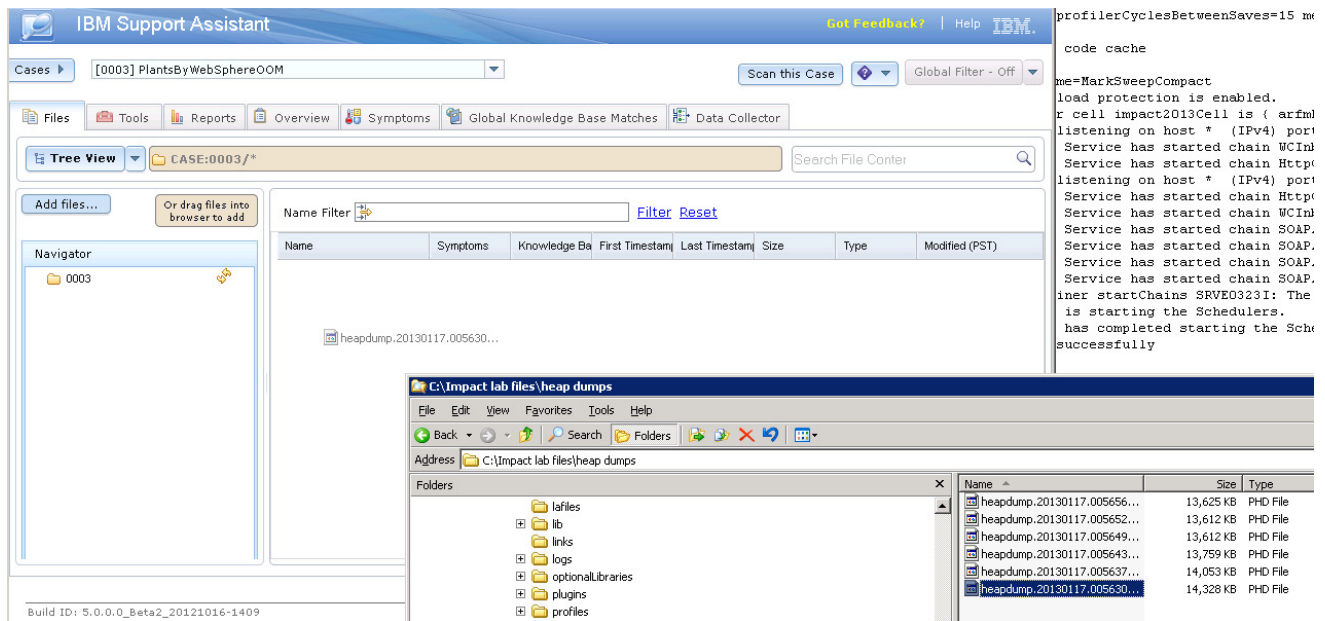 IBM Support Assistant
Got Feedback? | Help IBM.
Cases [0003] PlantsByWebSphereOOM
Scan this Case
Global Filter - Off
Files Tools Reports Overview Symptoms Global Knowledge Base Matches Data Collector
Tree View CASE:0003/* Search File Conter
Add files... Or drag files into
browser to add
Name Filter Filter Reset
Navigator
Name Symptoms Knowledge Ba First Timestamp Last Timestamp Size Type Modified (PST)
0003
heapdump.20130117.005630...
Build ID: 5.0.0.0_Beta2_20121016-1409
profilerCyclesBetweenSaves=15 me
code cache
me=MarkSweepCompact
load protection is enabled.
r cell impact2013Cell is { arfmb
listening on host * (IPv4) port
Service has started chain WCInb
Service has started chain Http
listening on host * (IPv4) port
Service has started chain Http
Service has started chain WCInb
Service has started chain SOAP
Service has started chain SOAP
Service has started chain SOAP
Service has started chain SOAP
iner startChains SRVE0323I: The
is starting the Schedulers.
has completed starting the Sche
successfully
C:\Impact lab files\heap dumps
File Edit View Favorites Tools Help
Back Search Folders
Address C:\Impact lab files\heap dumps
Folders x
lafiles
lib
links
logs
optionalLibraries
plugins
profiles
Name Size Type
heapdump.20130117.005656... 13,625 KB PHD File
heapdump.20130117.005652... 13,612 KB PHD File
heapdump.20130117.005649... 13,612 KB PHD File
heapdump.20130117.005643... 13,759 KB PHD File
heapdump.20130117.005637... 14,053 KB PHD File
heapdump.20130117.005630... 14,328 KB PHD File